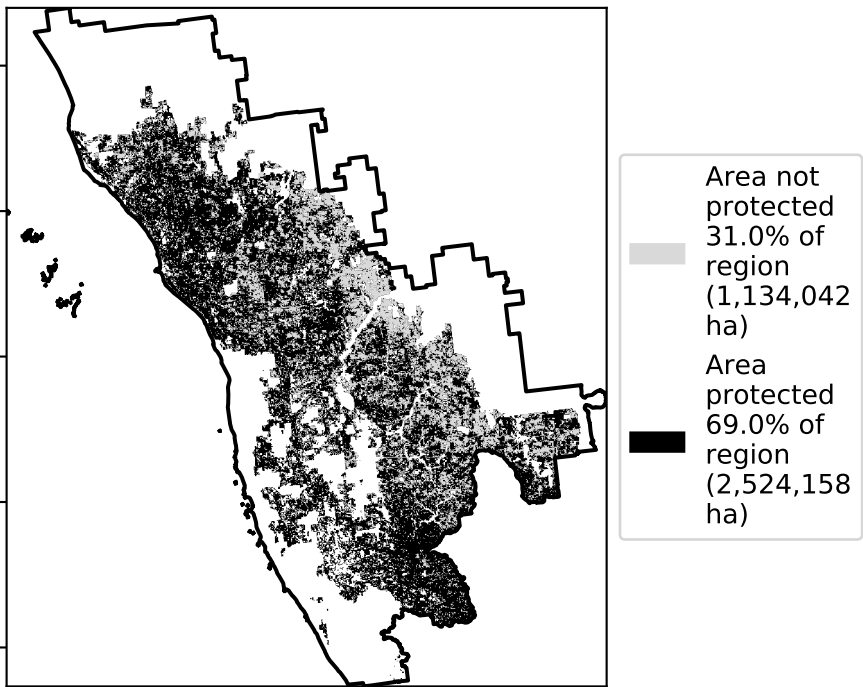 Area not
protected
31.0% of
region
(1,134,042
ha)
Area
protected
69.0% of
region
(2,524,158
ha)